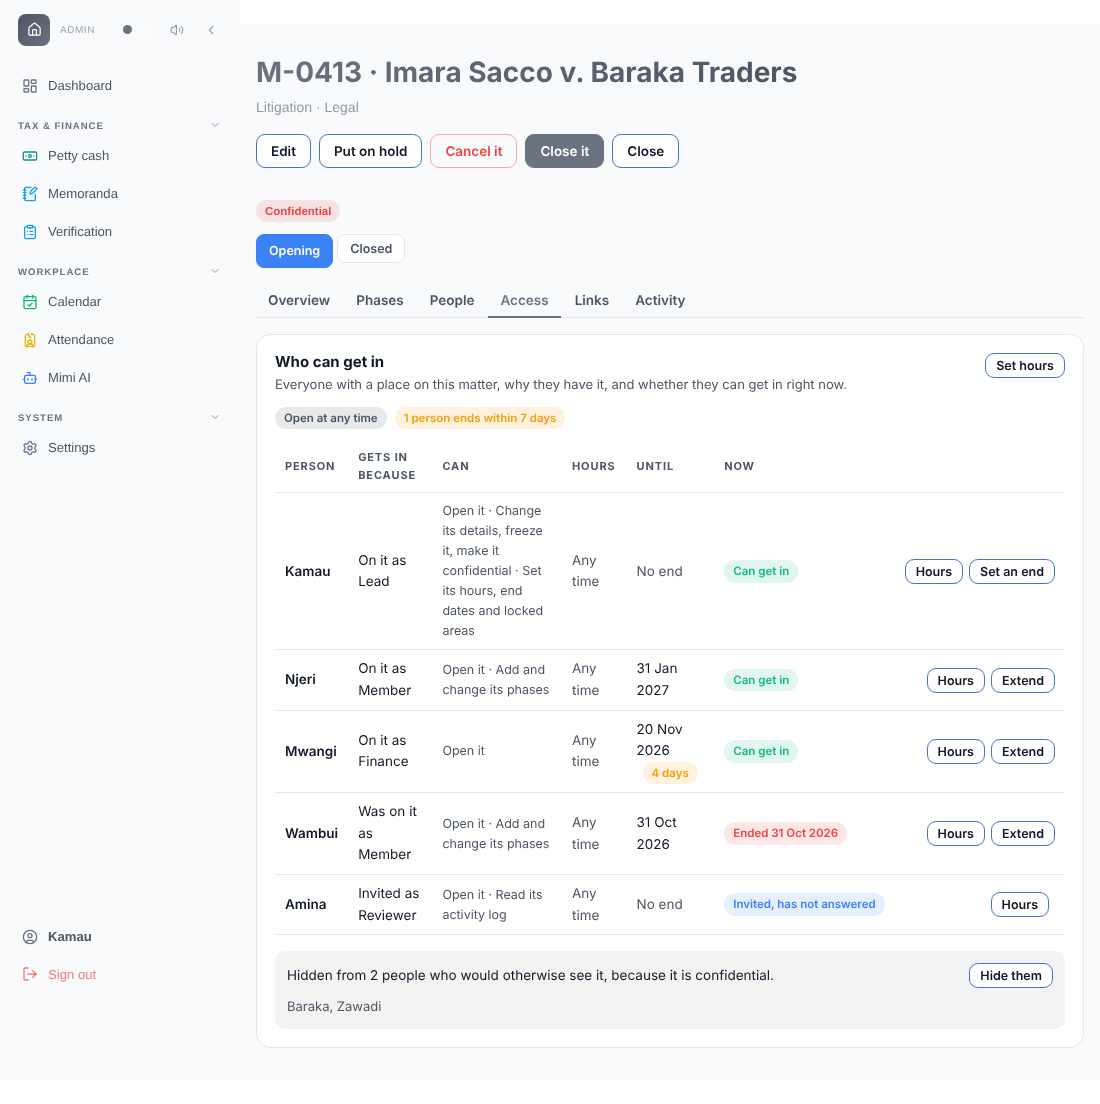 ADMIN
Dashboard
TAX & FINANCE
Petty cash
Memoranda
Verification
WORKPLACE
Calendar
Attendance
Mimi AI
SYSTEM
Settings
Kamau
Sign out
M-0413 · Imara Sacco v. Baraka Traders
Litigation · Legal
Edit
Put on hold
Cancel it
Close it
Close
Confidential
Opening
Closed
Overview
Phases
People
Access
Links
Activity
Who can get in
Set hours
Everyone with a place on this matter, why they have it, and whether they can get in right now.
Open at any time
1 person ends within 7 days
PERSON
GETS IN
BECAUSE
CAN
HOURS
UNTIL
NOW
Kamau
On it as
Lead
Open it · Change
its details, freeze
it, make it
confidential · Set
its hours, end
dates and locked
areas
Any
time
No end
Can get in
Hours
Set an end
Njeri
On it as
Member
Open it · Add and
change its phases
Any
time
31 Jan
2027
Can get in
Hours
Extend
Mwangi
On it as
Finance
Open it
Any
time
20 Nov
2026
4 days
Can get in
Hours
Extend
Wambui
Was on it
as
Member
Open it · Add and
change its phases
Any
time
31 Oct
2026
Ended 31 Oct 2026
Hours
Extend
Amina
Invited as
Reviewer
Open it · Read its
activity log
Any
time
No end
Invited, has not answered
Hours
Hidden from 2 people who would otherwise see it, because it is confidential.
Hide them
Baraka, Zawadi